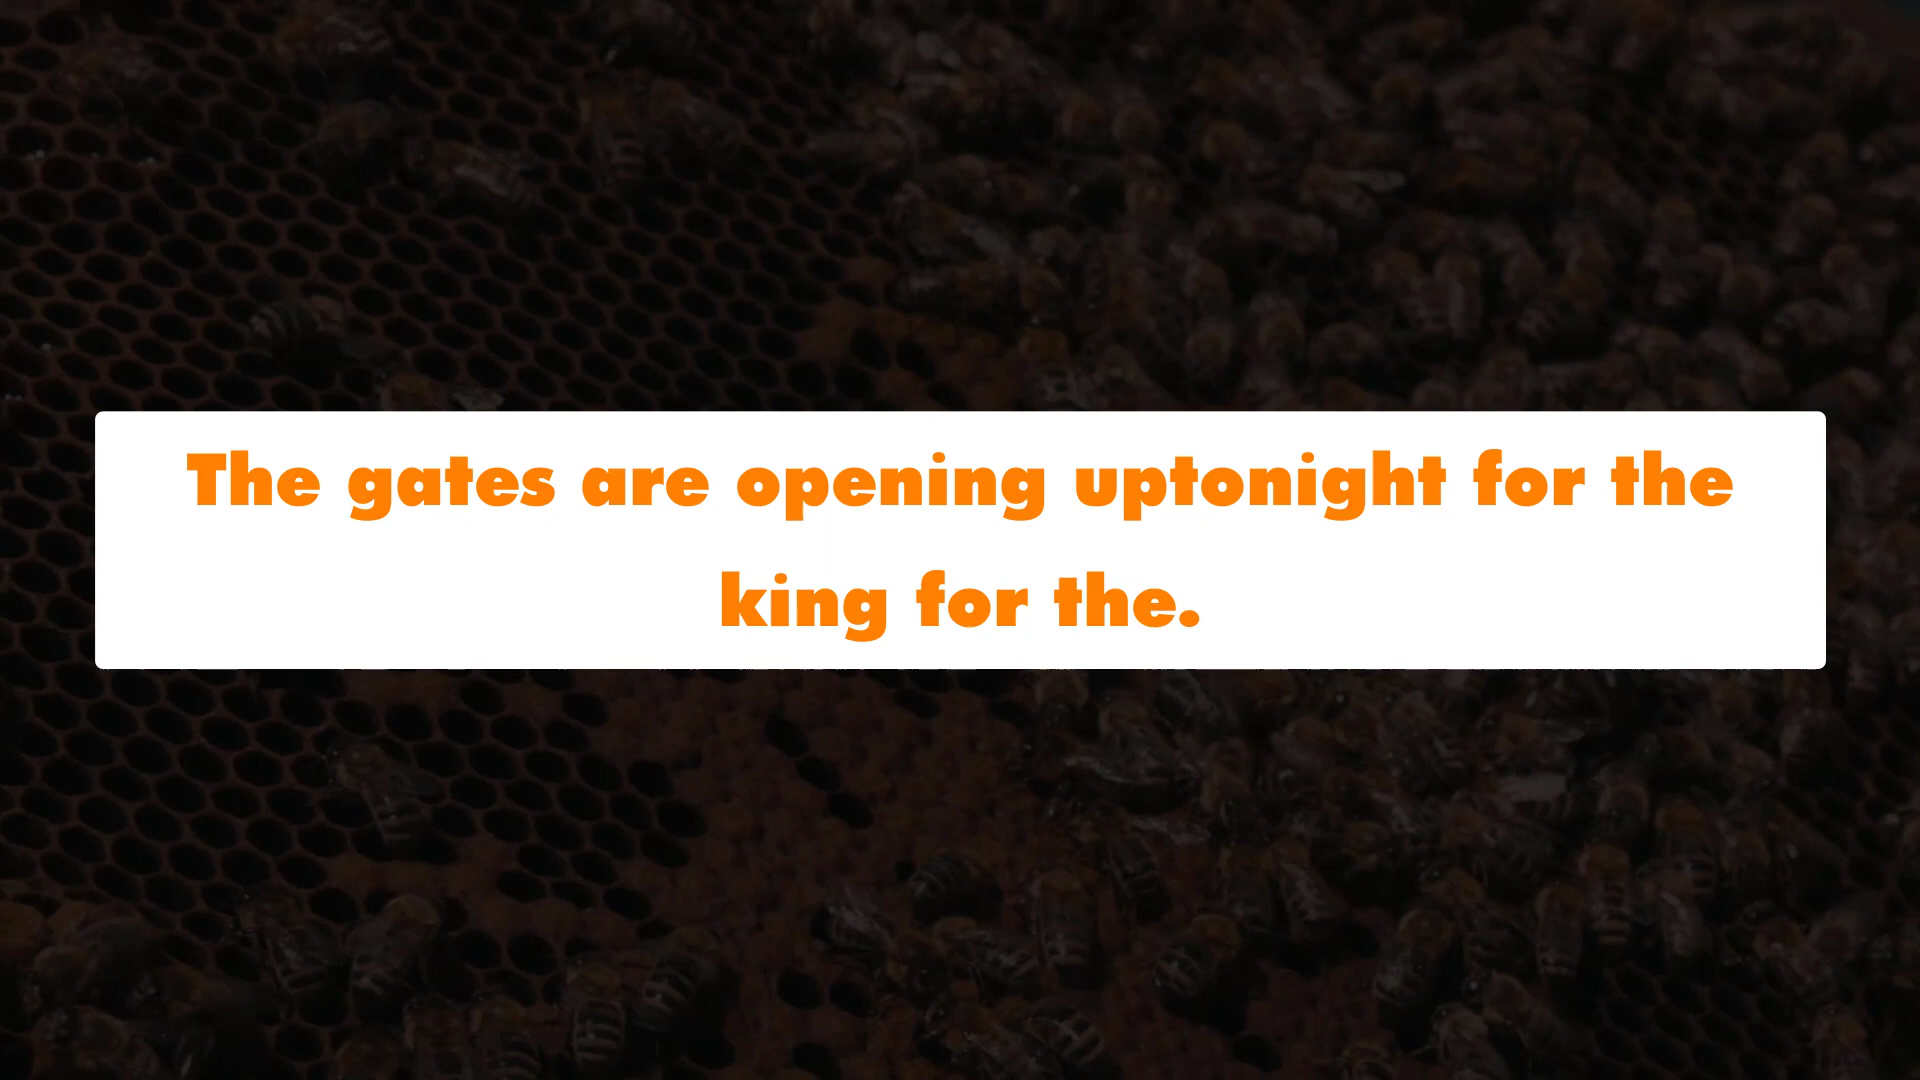 The gates are opening uptonight for the
king for the.